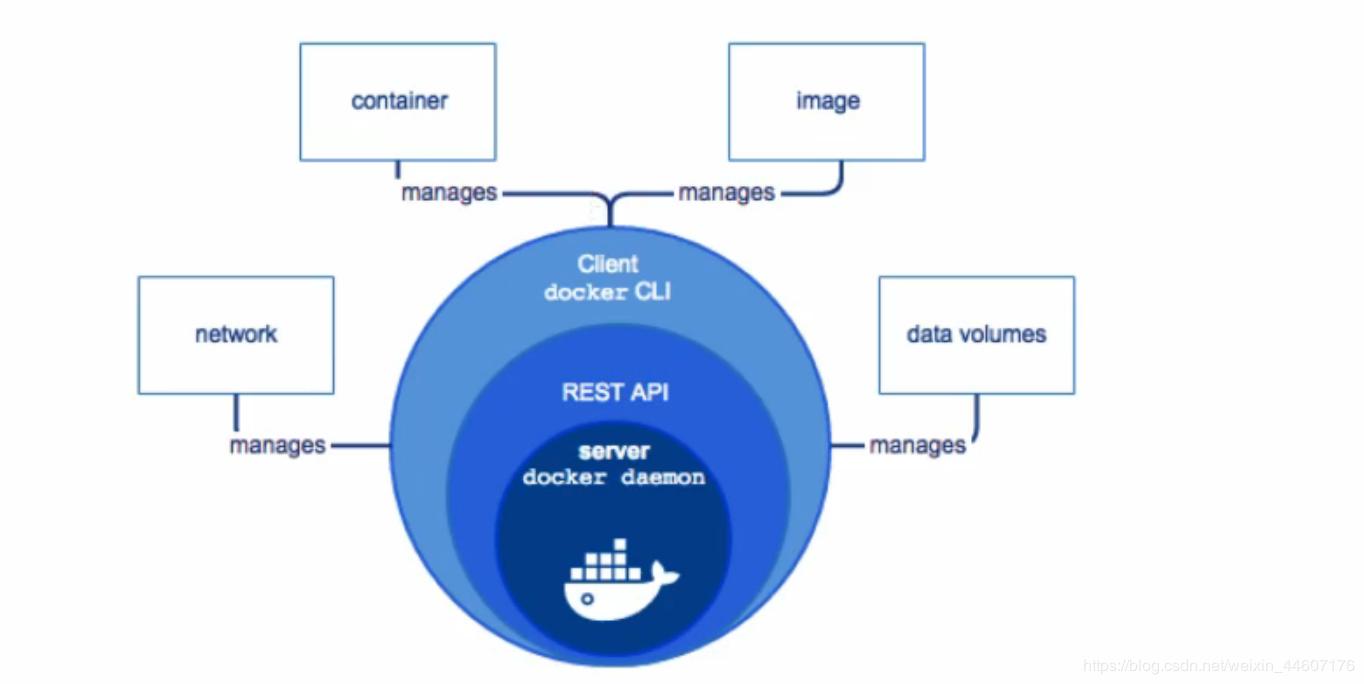 container
image
manages
manages
Client
docker CLI
network
data volumes
REST API
manages
manages
server
docker daemon
https://blog.csdn.net/weixin_44607176